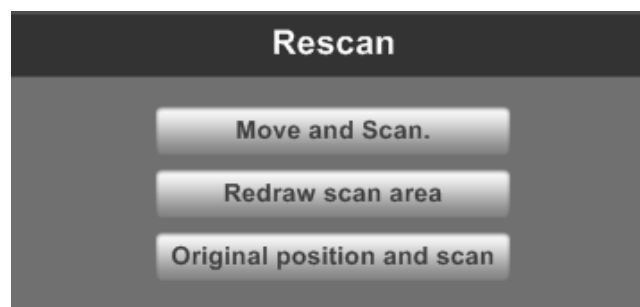 Rescan
Move and Scan.
Redraw scan area
Original position and scan